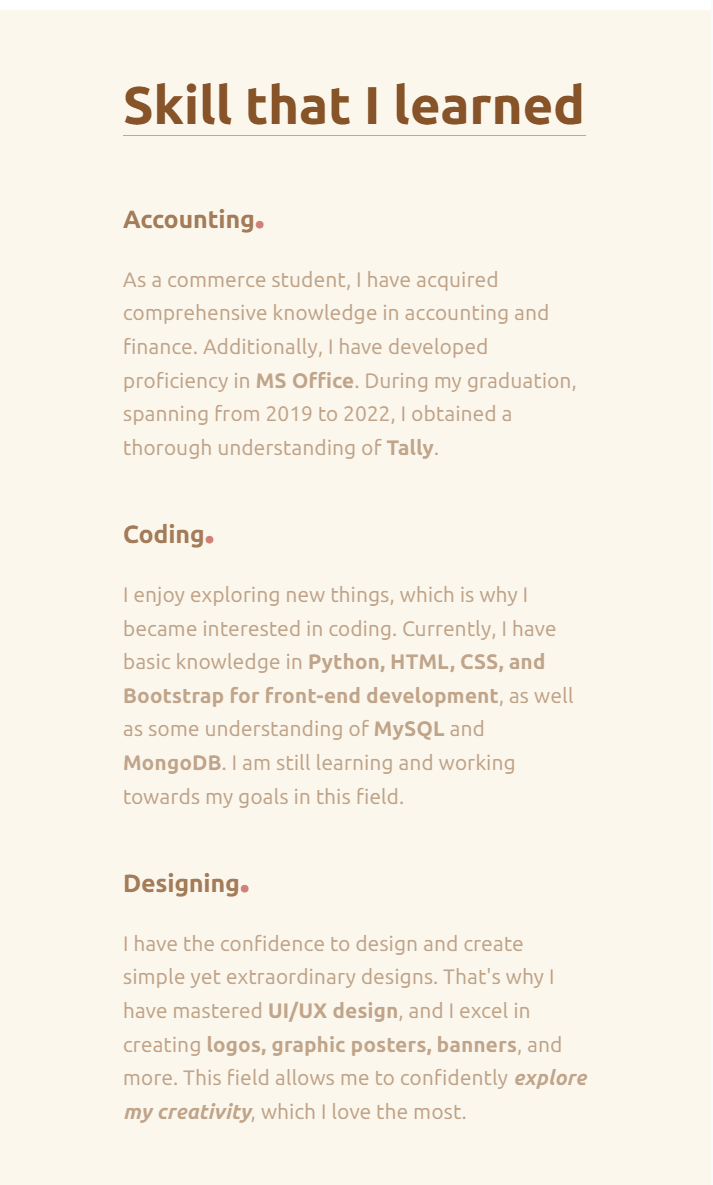 Skill that I learned
Accounting.
As a commerce student, I have acquired
comprehensive knowledge in accounting and
finance. Additionally, I have developed
proficiency in MS Office. During my graduation,
spanning from 2019 to 2022, I obtained a
thorough understanding of Tally.
Coding.
I enjoy exploring new things, which is why I
became interested in coding. Currently, I have
basic knowledge in Python, HTML, CSS, and
Bootstrap for front-end development, as well
as some understanding of MySQL and
MongoDB. I am still learning and working
towards my goals in this field.
Designing.
I have the confidence to design and create
simple yet extraordinary designs. That's why I
have mastered UI/UX design, and I excel in
creating logos, graphic posters, banners, and
more. This field allows me to confidently explore
my creativity, which I love the most.